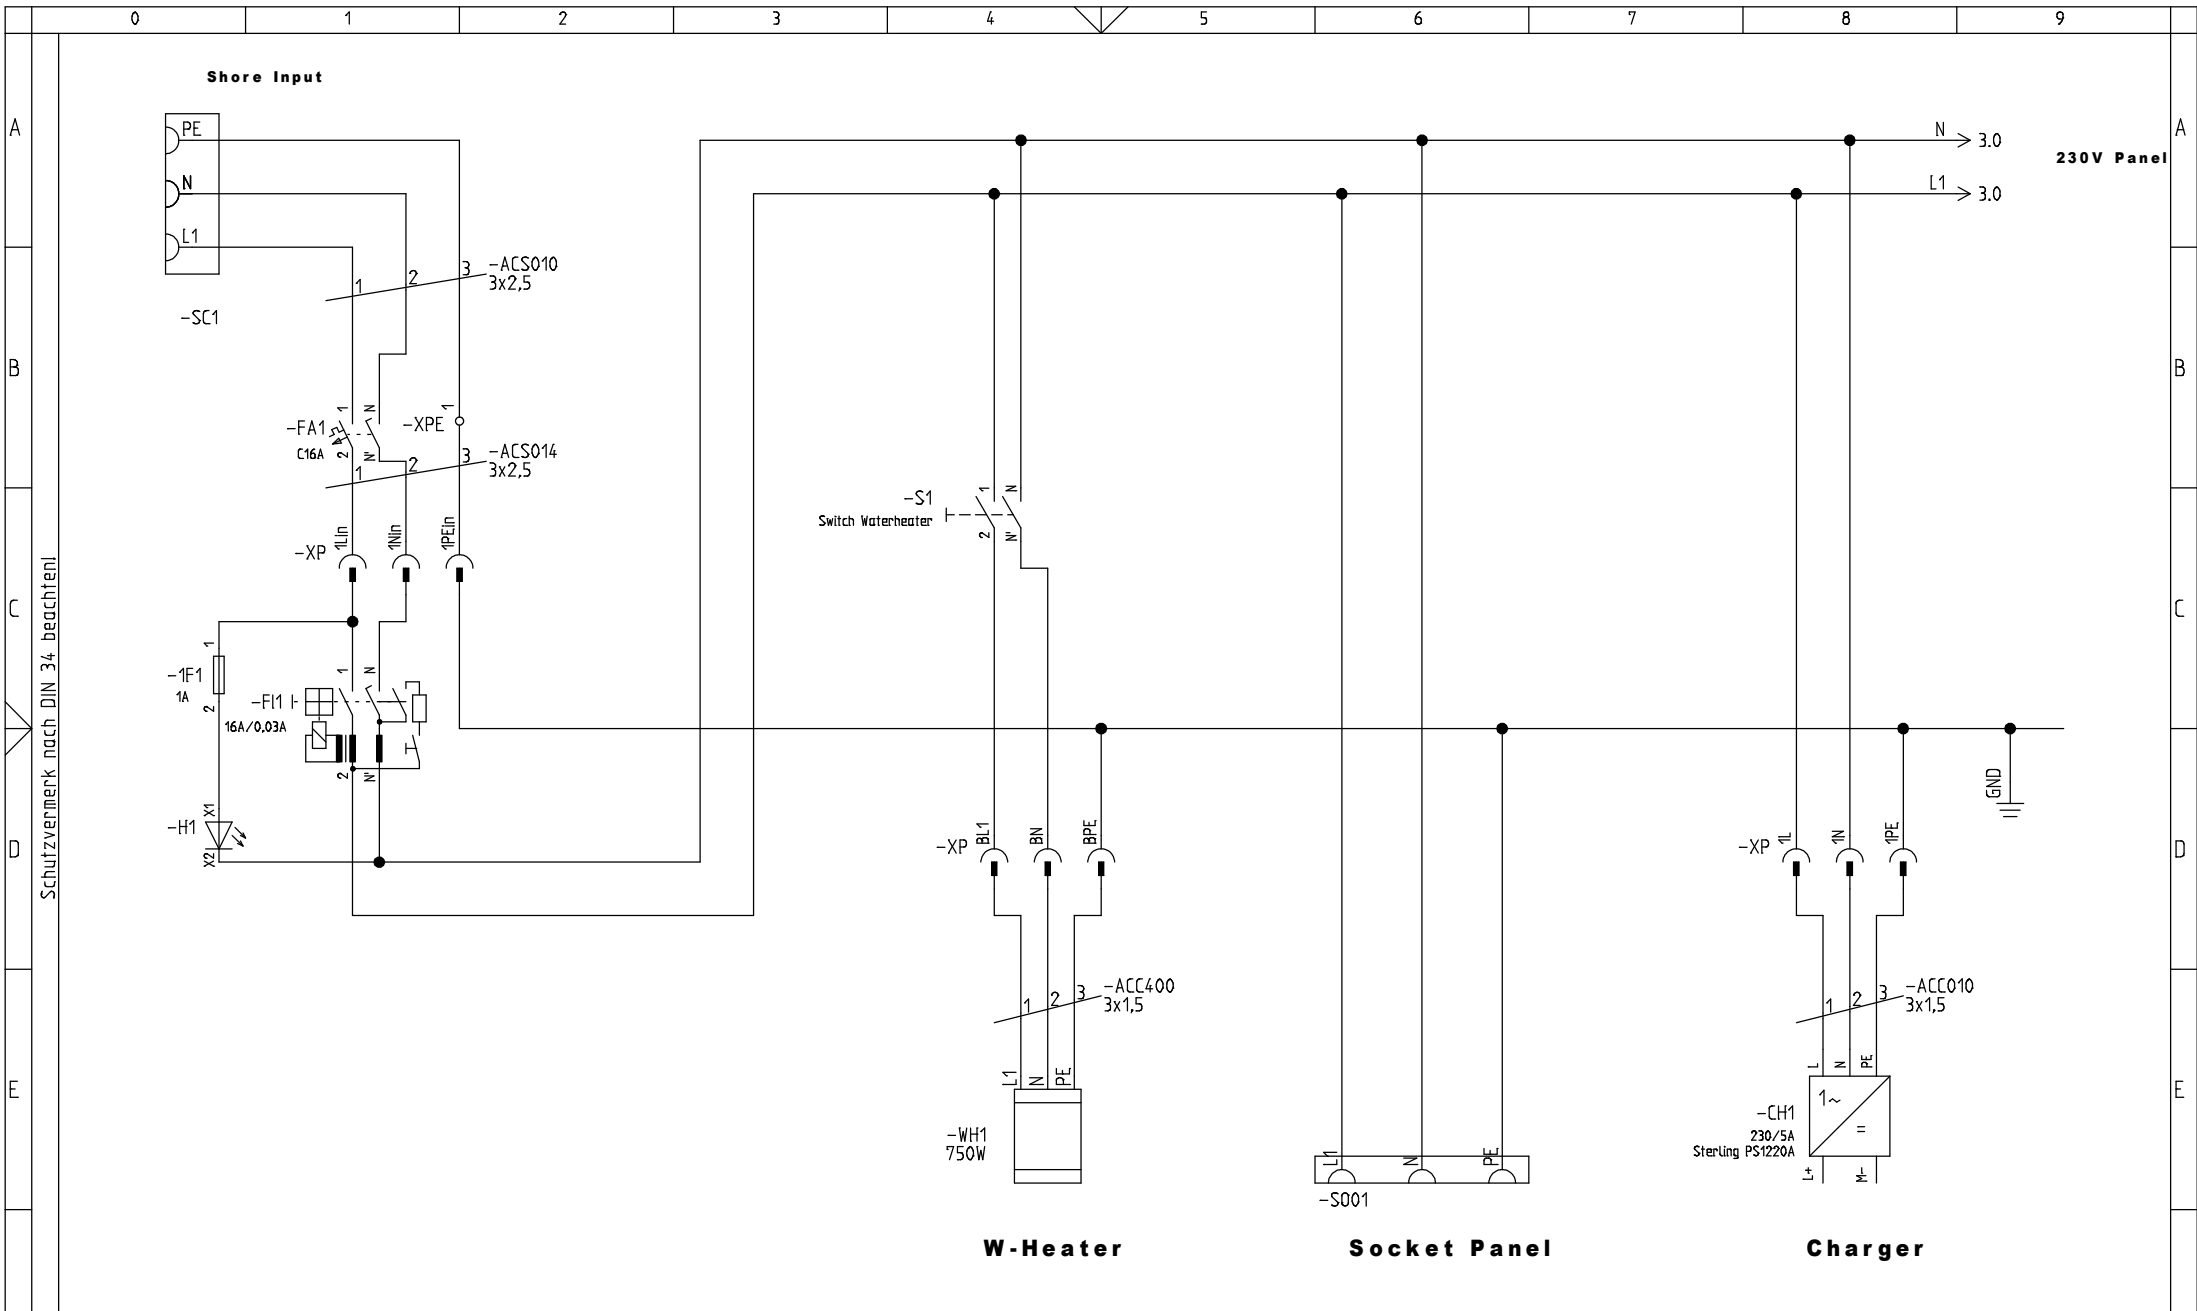 0 1 2 3 4 5 6 7 8 9
Shore Input
A
PE
N
L1
-SC1
1 2 3 -ACS010
3x2,5
N 3.0
L1 3.0
230V Panel
A
B
-FA1
C16A
1 N
2 N'
-XPE 1
1 2 3 -ACS014
3x2,5
B
-S1
Switch Waterheater
1 N
2 N'
C
-XP 1Lin 1Nin 1PEin
-1F1
1A
1
2
-FI1
16A/0,03A
1 N
2 N'
C
Schutzvermerk nach DIN 34 beachten!
GND
D
-H1
X1
X2
-XP BL1 BN BPE
-XP 1L 1N 1PE
D
1 2 3 -ACC400
3x1,5
1 2 3 -ACC010
3x1,5
E
L1 N PE
-WH1
750W
L1 N PE
-SO01
L N PE
1~
=
-CH1
230/5A
Sterling PS1220A
L+ M-
E
W-Heater
Socket Panel
Charger